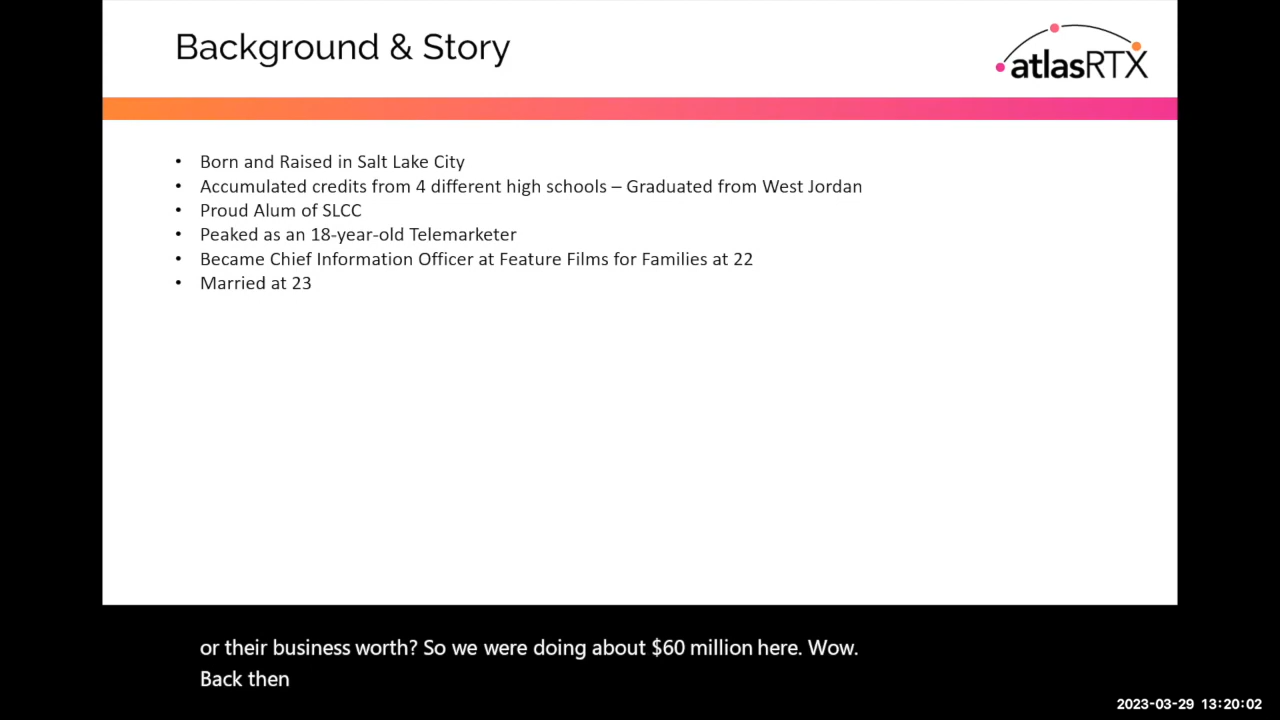 Background & Story
atlasRTX
• Born and Raised in Salt Lake City
• Accumulated credits from 4 different high schools – Graduated from West Jordan
• Proud Alum of SLCC
• Peaked as an 18-year-old Telemarketer
• Became Chief Information Officer at Feature Films for Families at 22
• Married at 23
or their business worth? So we were doing about $60 million here. Wow.
Back then
2023-03-29 13:20:02